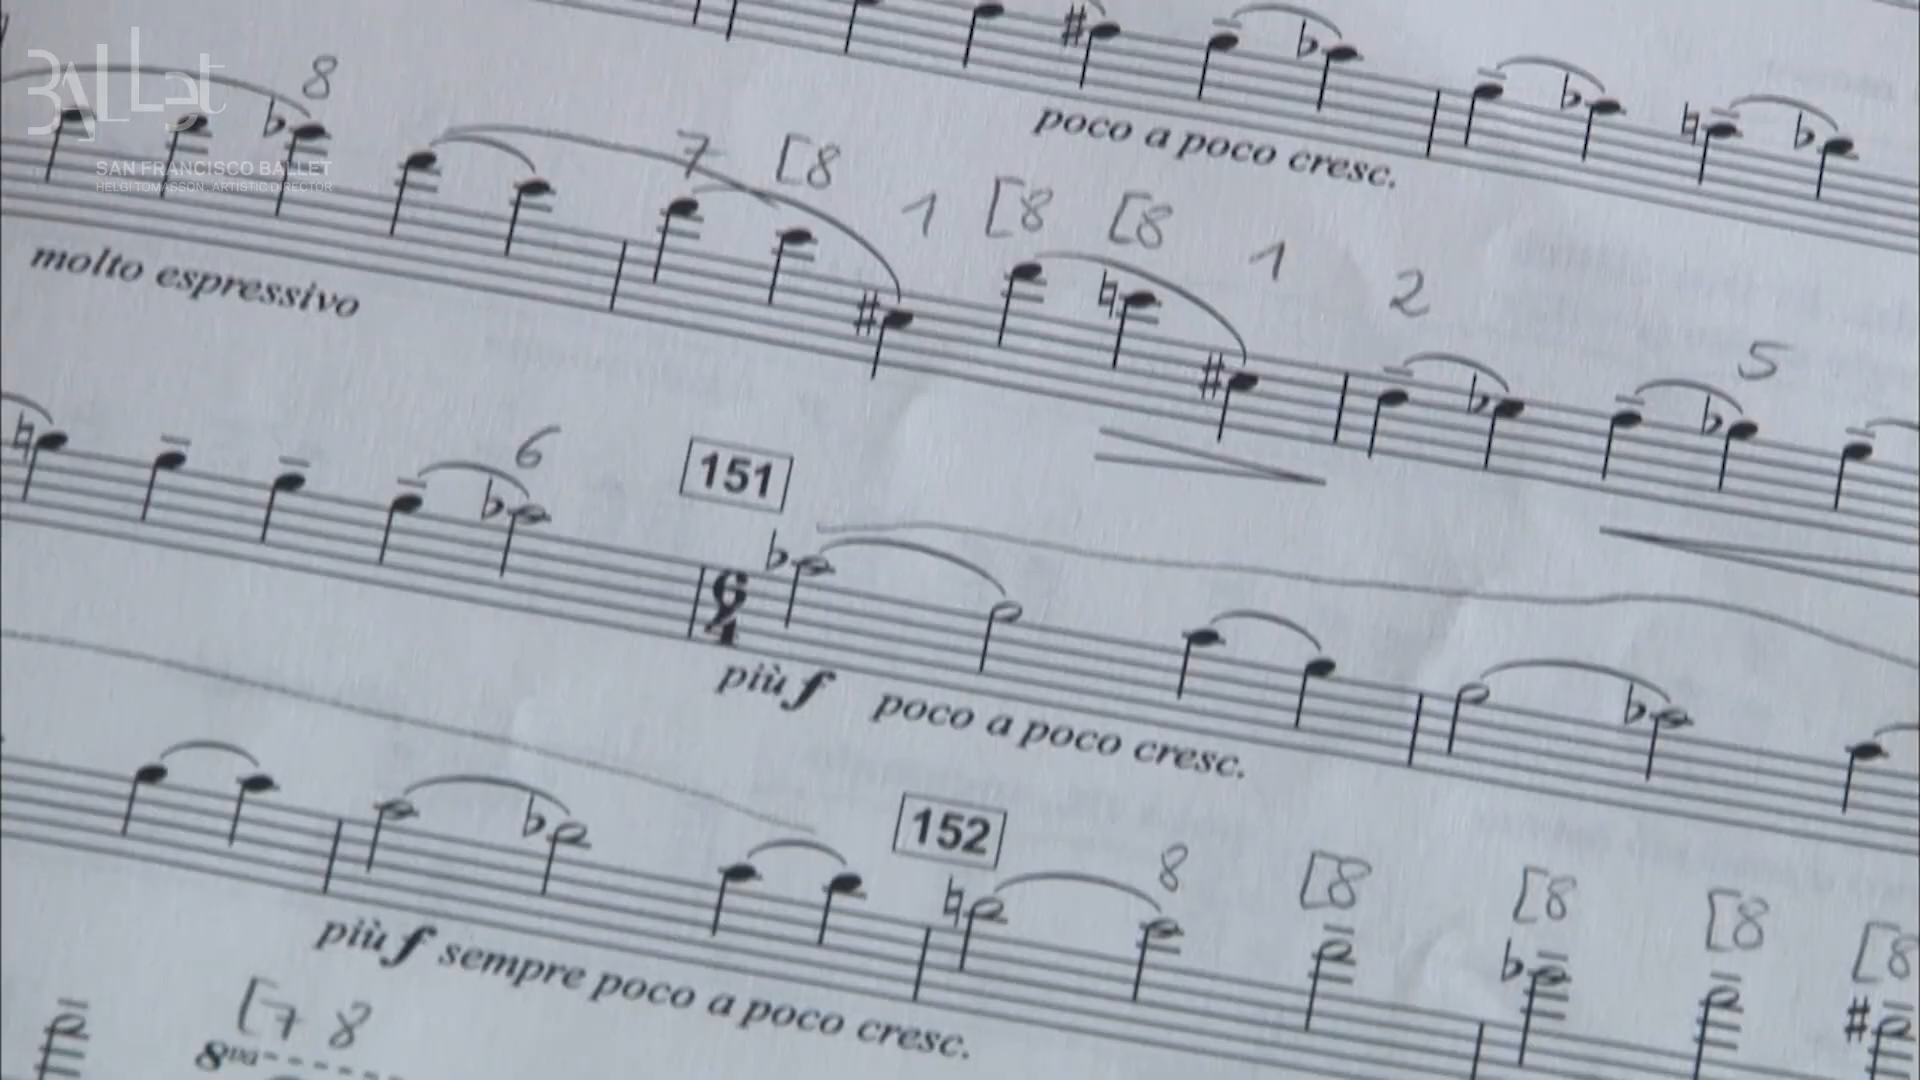 BALLet
SAN FRANCISCO BALLET
HELGI TOMASSON, ARTISTIC DIRECTOR
poco a poco cresc.
8
7 [8 1 [8 [8 1 2 5
molto espressivo
6
151
6
4
più f poco a poco cresc.
152
8 [8 [8 [8 [8
più f sempre poco a poco cresc.
[7 8
8va